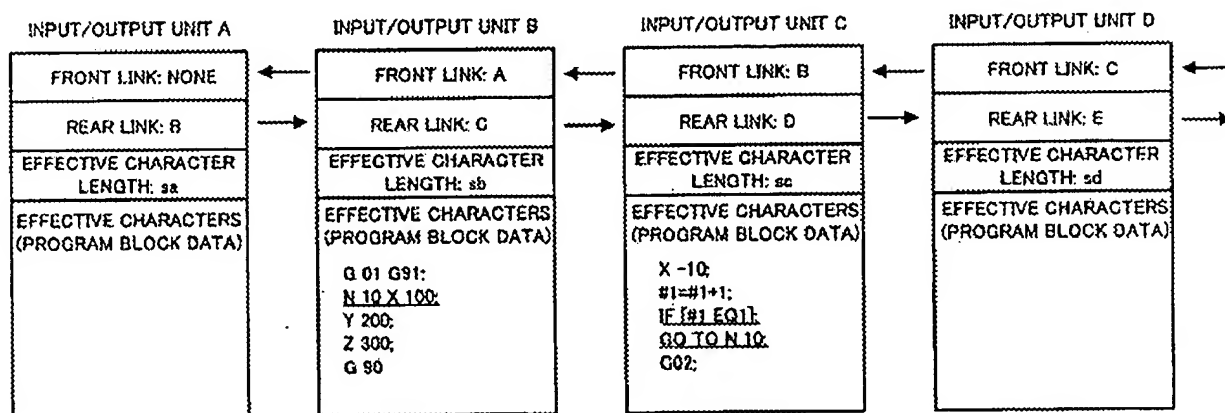 INPUT/OUTPUT UNIT A
FRONT LINK: NONE
REAR LINK: B
EFFECTIVE CHARACTER
LENGTH: sa
EFFECTIVE CHARACTERS
(PROGRAM BLOCK DATA)
INPUT/OUTPUT UNIT B
FRONT LINK: A
REAR LINK: C
EFFECTIVE CHARACTER
LENGTH: sb
EFFECTIVE CHARACTERS
(PROGRAM BLOCK DATA)
G 01 G91;
N 10 X 100;
Y 200;
Z 300;
G 90
INPUT/OUTPUT UNIT C
FRONT LINK: B
REAR LINK: D
EFFECTIVE CHARACTER
LENGTH: sc
EFFECTIVE CHARACTERS
(PROGRAM BLOCK DATA)
X -10;
#1=#1+1;
IF [#1 EQ1];
GO TO N 10;
G02;
INPUT/OUTPUT UNIT D
FRONT LINK: C
REAR LINK: E
EFFECTIVE CHARACTER
LENGTH: sd
EFFECTIVE CHARACTERS
(PROGRAM BLOCK DATA)